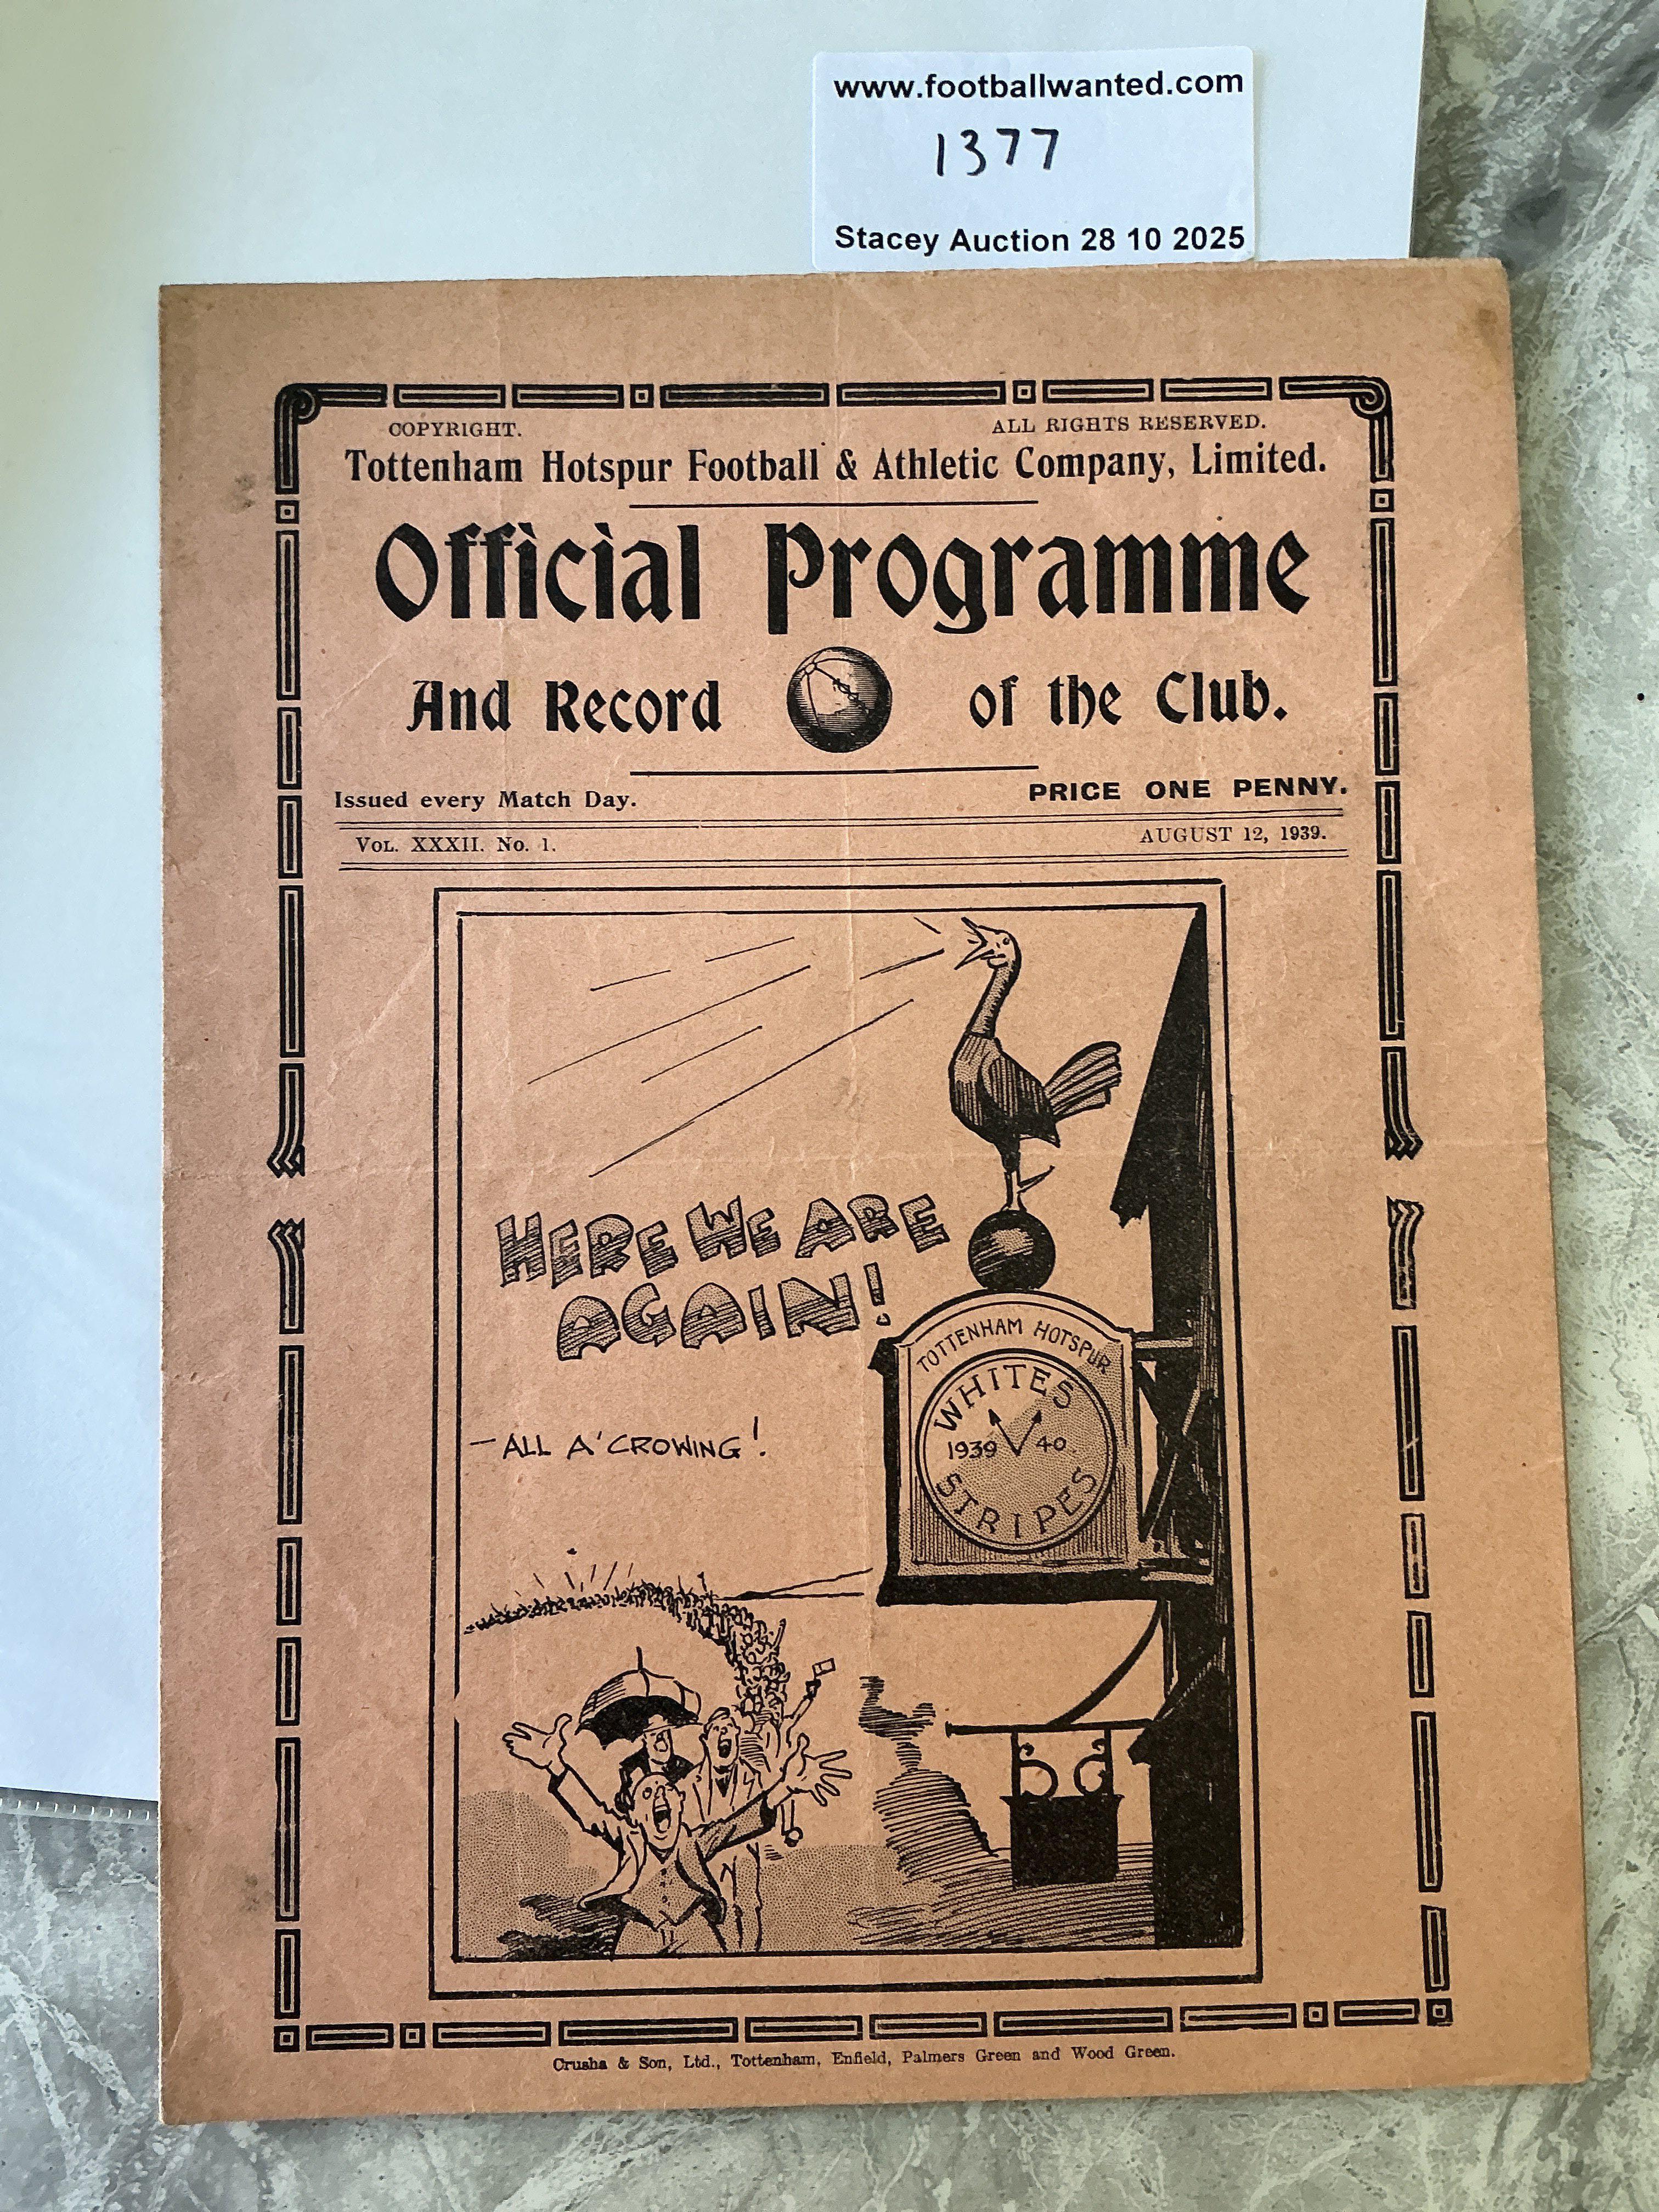 www.footballwanted.com
1377
Stacey Auction 28 10 2025
COPYRIGHT. ALL RIGHTS RESERVED.
Tottenham Hotspur Football & Athletic Company, Limited.
Official Programme
And Record of the Club.
Issued every Match Day. PRICE ONE PENNY.
VOL. XXXII. No. 1. AUGUST 12, 1939.
HERE WE ARE
AGAIN!
TOTTENHAM HOTSPUR
WHITES
1939 40
STRIPES
— ALL A'CROWING!
Crusha & Son, Ltd., Tottenham, Enfield, Palmers Green and Wood Green.